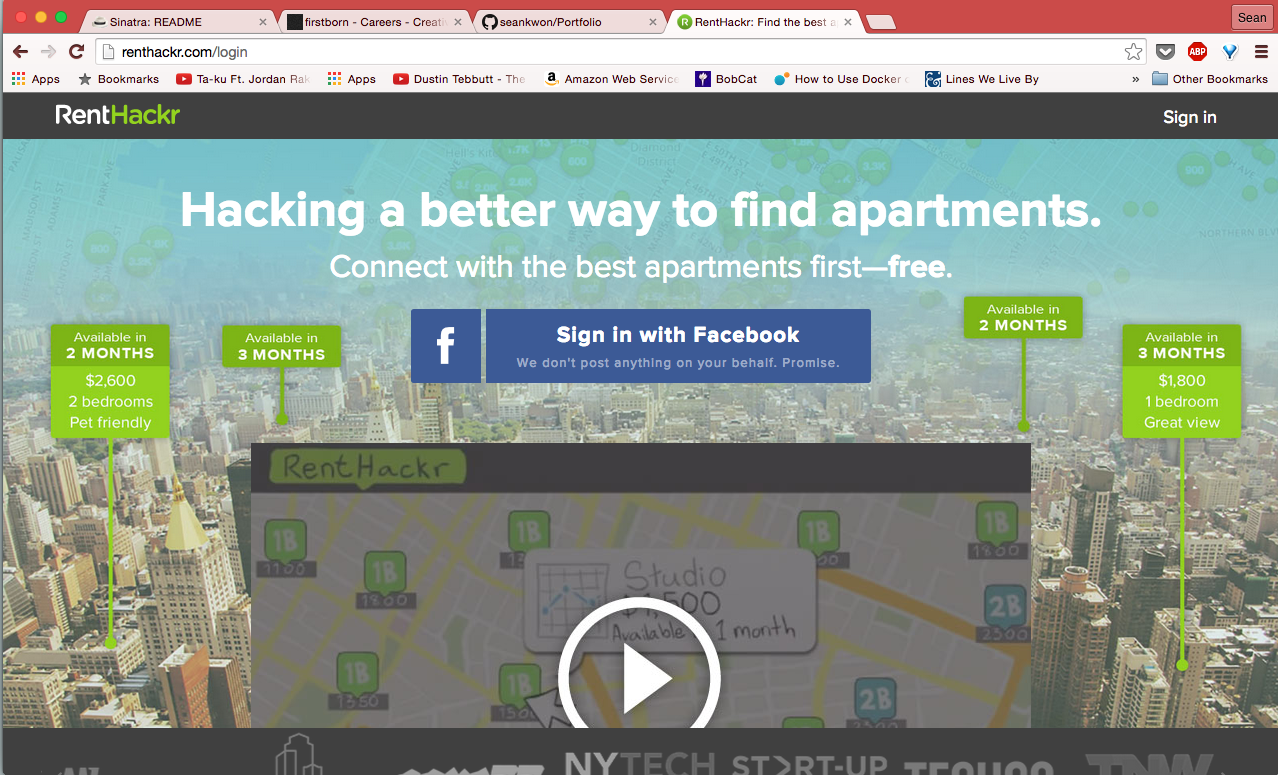 Sinatra: README
firstborn - Careers - Creativ
seankwon/Portfolio
RentHackr: Find the best a
Sean
renthackr.com/login
ABP
Apps
Bookmarks
Ta-ku Ft. Jordan Rak
Apps
Dustin Tebbutt - The
Amazon Web Service
BobCat
How to Use Docker
Lines We Live By
»
Other Bookmarks
RentHackr
Sign in
Hacking a better way to find apartments.
Connect with the best apartments first—free.
f
Sign in with Facebook
We don't post anything on your behalf. Promise.
Available in
2 MONTHS
$2,600
2 bedrooms
Pet friendly
Available in
3 MONTHS
Available in
2 MONTHS
Available in
3 MONTHS
$1,800
1 bedroom
Great view
RentHackr
1B
1100
1B
1800
1B
1B
1B
1800
2B
2300
Studio
$1,500
Available 1 month
1B
1350
1B
2B
2300
NYTECH
START-UP